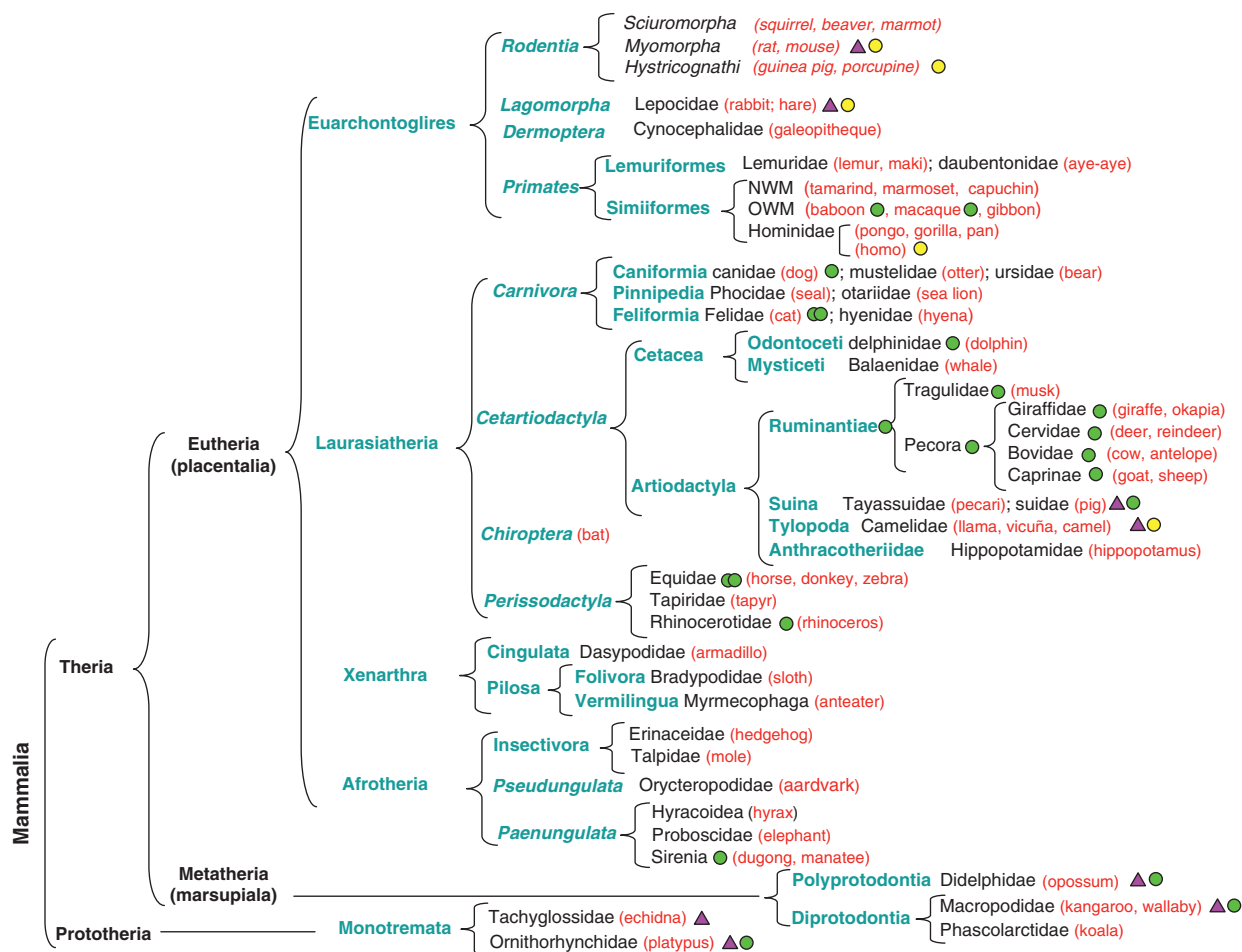 Sciuromorpha (squirrel, beaver, marmot)
Rodentia
Myomorpha (rat, mouse)
Hystricognathi (guinea pig, porcupine)
Lagomorpha Lepocidae (rabbit; hare)
Euarchontoglires
Dermoptera Cynocephalidae (galeopitheque)
Lemuriformes Lemuridae (lemur, maki); daubentonidae (aye-aye)
Primates
NWM (tamarind, marmoset, capuchin)
Simiiformes
OWM (baboon, macaque, gibbon)
Hominidae (pongo, gorilla, pan)
(homo)
Caniformia canidae (dog); mustelidae (otter); ursidae (bear)
Carnivora
Pinnipedia Phocidae (seal); otariidae (sea lion)
Feliformia Felidae (cat); hyenidae (hyena)
Odontoceti delphinidae (dolphin)
Cetacea
Mysticeti Balaenidae (whale)
Tragulidae (musk)
Giraffidae (giraffe, okapia)
Cetartiodactyla
Ruminantiae
Cervidae (deer, reindeer)
Pecora
Bovidae (cow, antelope)
Caprinae (goat, sheep)
Eutheria
(placentalia)
Laurasiatheria
Artiodactyla
Suina Tayassuidae (pecari); suidae (pig)
Tylopoda Camelidae (llama, vicuña, camel)
Anthracotheriidae Hippopotamidae (hippopotamus)
Chiroptera (bat)
Equidae (horse, donkey, zebra)
Perissodactyla
Tapiridae (tapyr)
Rhinocerotidae (rhinoceros)
Theria
Cingulata Dasypodidae (armadillo)
Xenarthra
Folivora Bradypodidae (sloth)
Pilosa
Vermilingua Myrmecophaga (anteater)
Erinaceidae (hedgehog)
Insectivora
Talpidae (mole)
Afrotheria
Pseudungulata Orycteropodidae (aardvark)
Mammalia
Hyracoidea (hyrax)
Paenungulata
Proboscidae (elephant)
Sirenia (dugong, manatee)
Metatheria
(marsupiala)
Polyprotodontia Didelphidae (opossum)
Macropodidae (kangaroo, wallaby)
Diprotodontia
Phascolarctidae (koala)
Prototheria
Monotremata
Tachyglossidae (echidna)
Ornithorhynchidae (platypus)